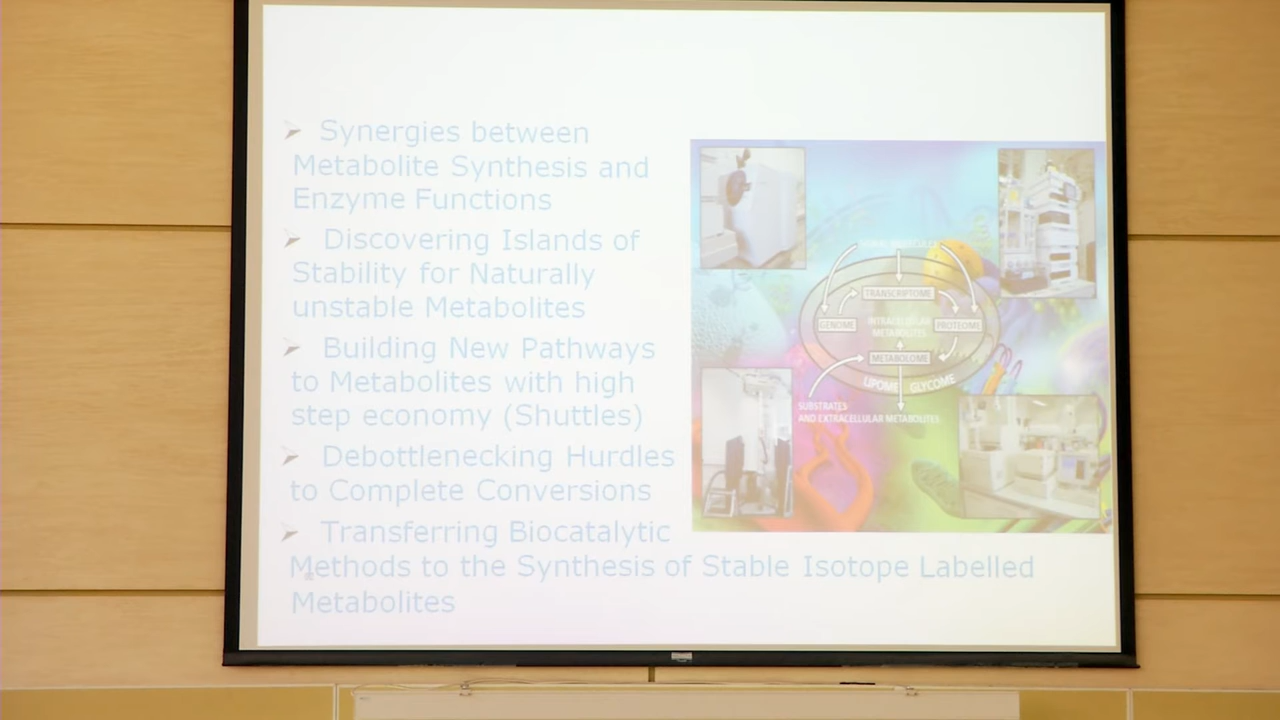 ➢ Synergies between
Metabolite Synthesis and
Enzyme Functions
➢ Discovering Islands of
Stability for Naturally
unstable Metabolites
➢ Building New Pathways
to Metabolites with high
step economy (Shuttles)
➢ Debottlenecking Hurdles
to Complete Conversions
➢ Transferring Biocatalytic
Methods to the Synthesis of Stable Isotope Labelled
Metabolites
TRANSCRIPTOME
GENOME
INTRACELLULAR
METABOLITES
PROTEOME
METABOLOME
LIPOME GLYCOME
SUBSTRATES
AND EXTRACELLULAR METABOLITES